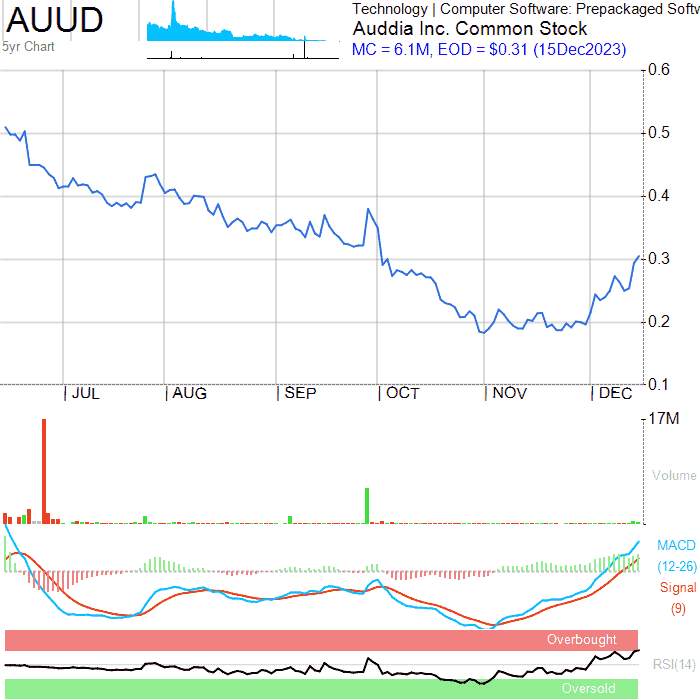 AUUD
5yr Chart
Technology | Computer Software: Prepackaged Softw
Auddia Inc. Common Stock
MC = 6.1M, EOD = $0.31 (15Dec2023)
0.6
0.5
0.4
0.3
0.2
0.1
JUL
AUG
SEP
OCT
NOV
DEC
17M
Volume
MACD
(12-26)
Signal
(9)
Overbought
RSI(14)
Oversold